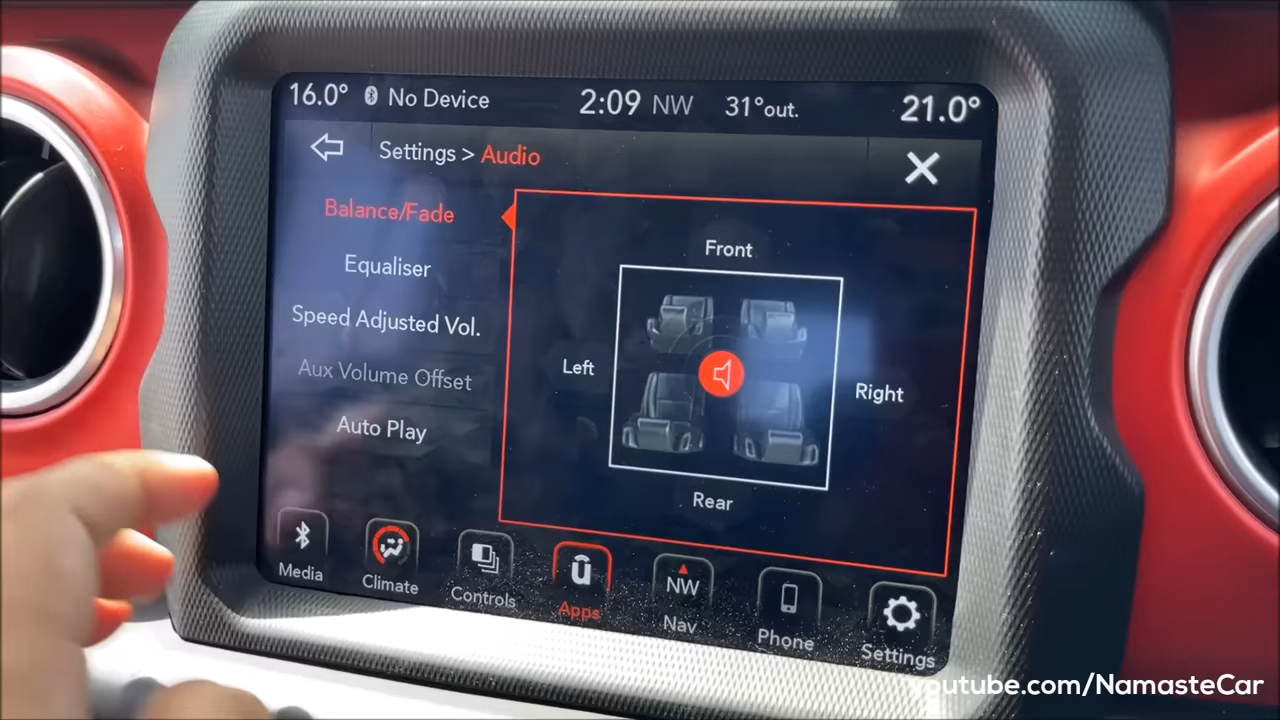 16.0° No Device 2:09 NW 31°out. 21.0°
Settings > Audio
Balance/Fade
Equaliser
Speed Adjusted Vol.
Aux Volume Offset
Auto Play
Front
Left
Right
Rear
NW
Media Climate Controls Apps Nav Phone Settings
youtube.com/NamasteCar